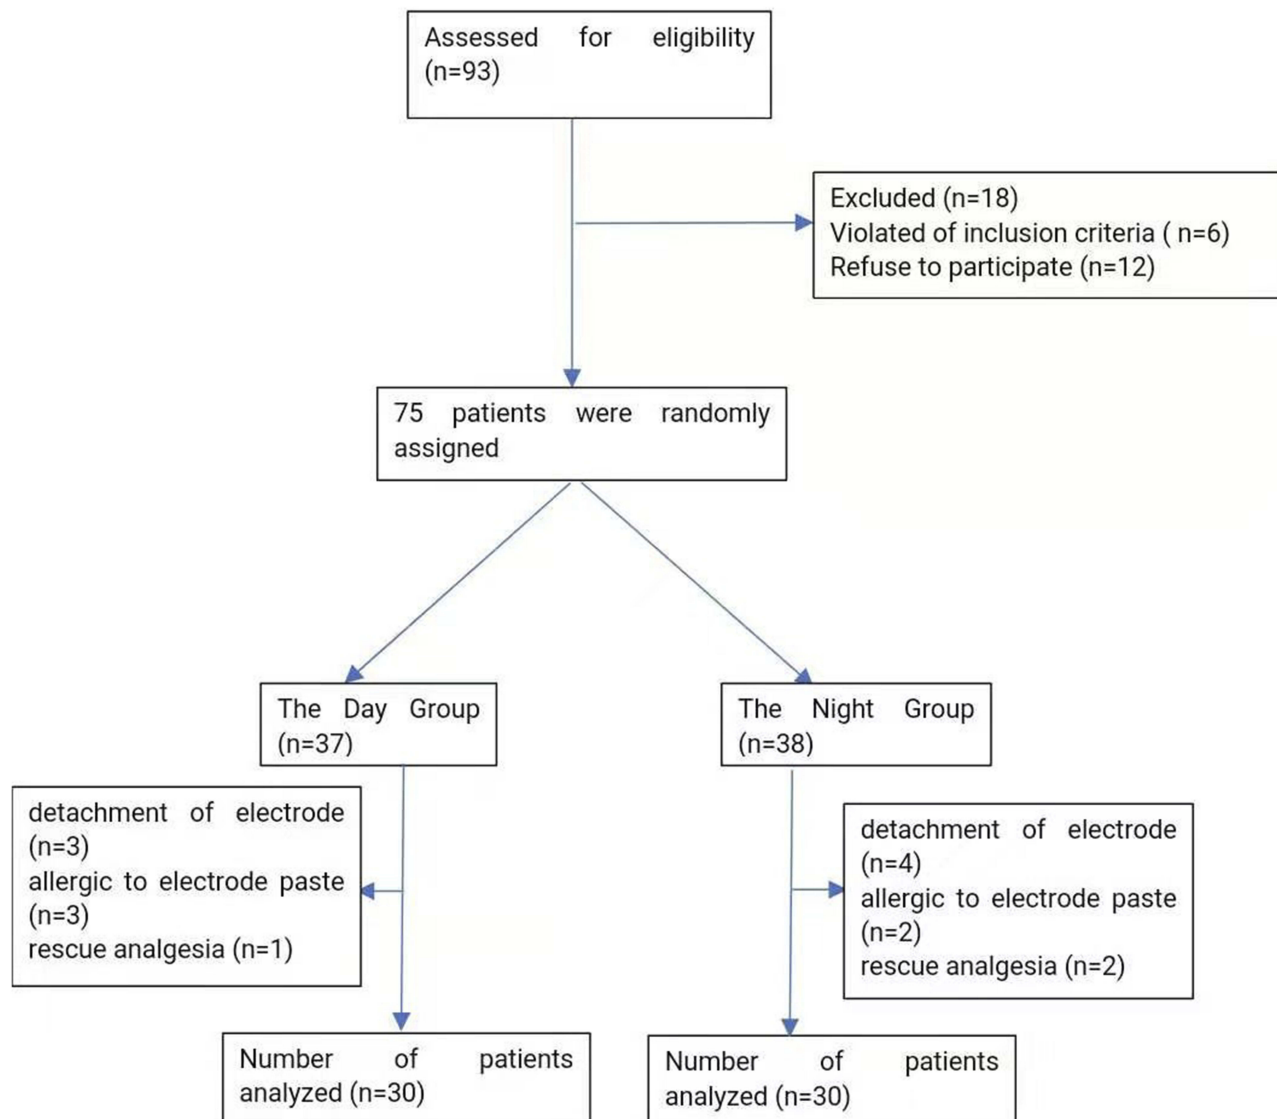 Assessed for eligibility
(n=93)
Excluded (n=18)
Violated of inclusion criteria ( n=6)
Refuse to participate (n=12)
75 patients were randomly
assigned
The Day Group
(n=37)
The Night Group
(n=38)
detachment of electrode
(n=3)
allergic to electrode paste
(n=3)
rescue analgesia (n=1)
detachment of electrode
(n=4)
allergic to electrode paste
(n=2)
rescue analgesia (n=2)
Number of patients
analyzed (n=30)
Number of patients
analyzed (n=30)